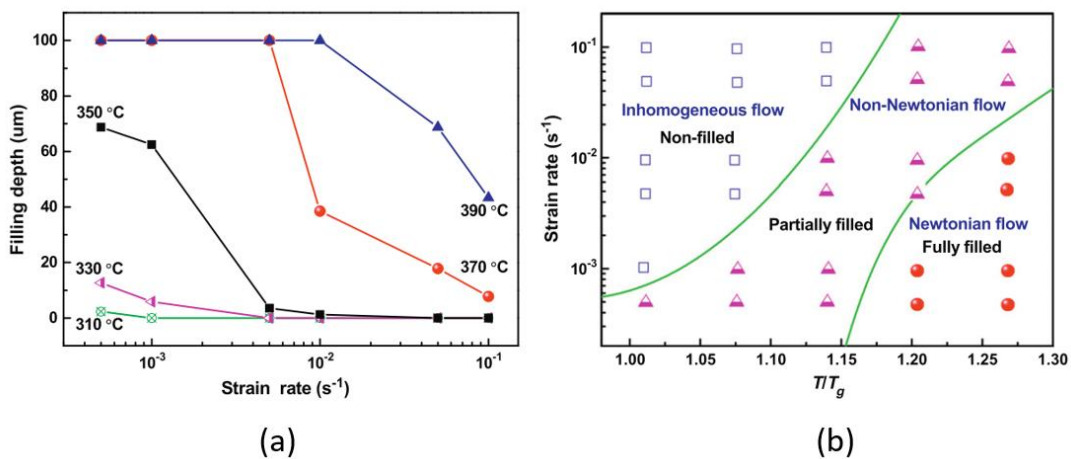 (a)
100
80
60
40
20
0
Filling depth (um)
350 °C
330 °C
310 °C
390 °C
370 °C
10⁻³
10⁻²
10⁻¹
Strain rate (s⁻¹)
(a)
(b)
10⁻¹
10⁻²
10⁻³
Strain rate (s⁻¹)
Inhomogeneous flow
Non-filled
Non-Newtonian flow
Partially filled
Newtonian flow
Fully filled
1.00
1.05
1.10
1.15
1.20
1.25
1.30
T/Tg
(b)